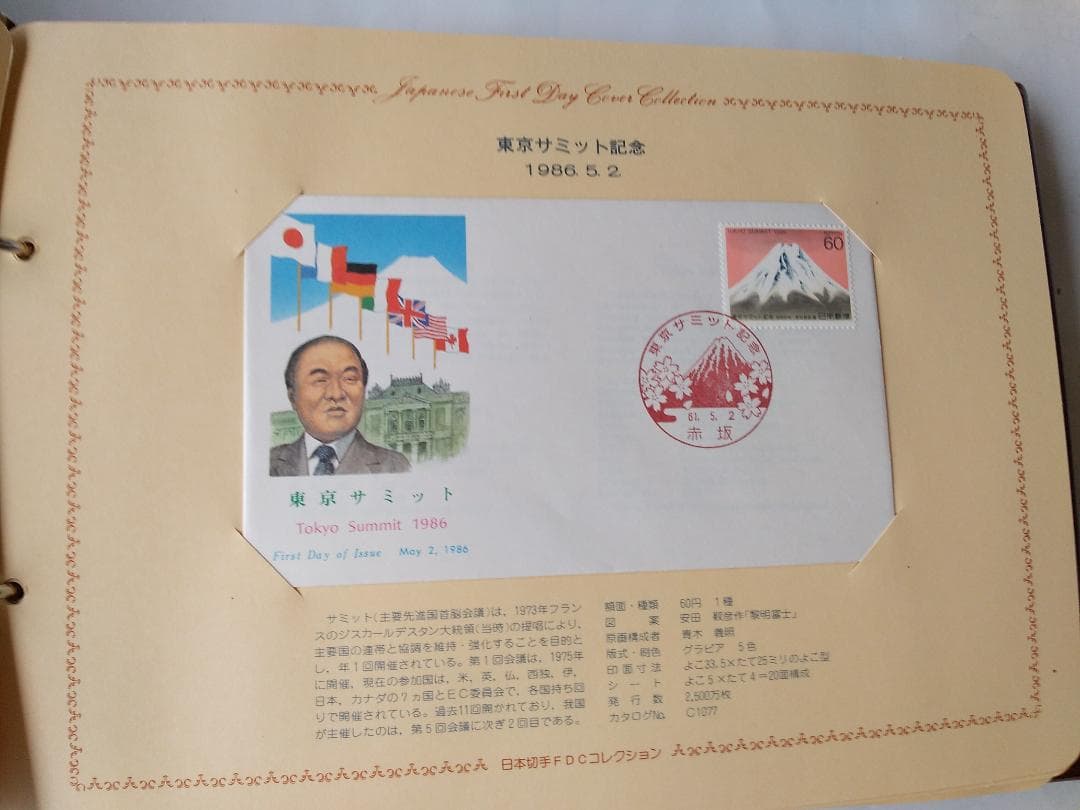 Japanese First Day Cover Collection
東京サミット記念
1986.5.2.
TOKYO SUMMIT 1986
60
日本郵便
東京サミット記念
61.5.2
赤坂
東京サミット
Tokyo Summit 1986
First Day of Issue May 2, 1986
サミット(主要先進国首脳会議)は、1973年フラン
スのジスカールデスタン大統領(当時)の提唱により、
主要国の連帯と協調を維持・強化することを目的と
し、年1回開催されている。第1回会議は、1975年
に開催、現在の参加国は、米、英、仏、西独、伊、
日本、カナダの7ヵ国とEC委員会で、各国持ち回
りで開催されている。過去11回開かれており、我国
が主催したのは、第5回会議に次ぎ2回目である。
額面・種類 60円 1種
図案 安田 靫彦作「黎明富士」
原画構成者 青木 義照
版式・刷色 グラビア 5色
印面寸法 よこ33.5×たて25ミリのよこ型
シート よこ5×たて4=20面構成
発行数 2,500万枚
カタログNo. C1077
日本切手FDCコレクション